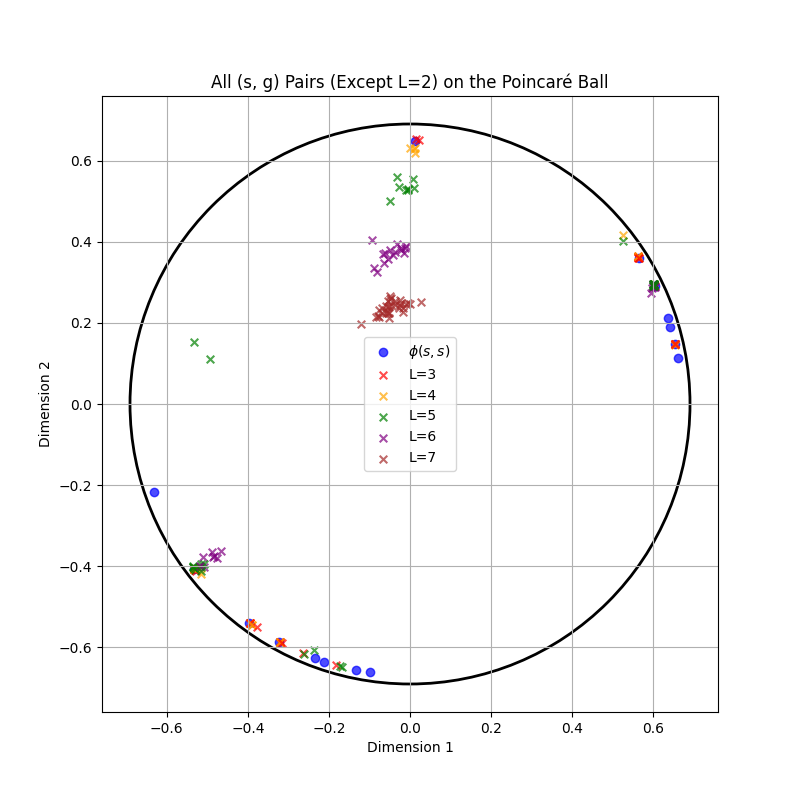 All (s, g) Pairs (Except L=2) on the Poincaré Ball
Dimension 2
0.6
0.4
0.2
0.0
−0.2
−0.4
−0.6
ϕ(s, s)
L=3
L=4
L=5
L=6
L=7
−0.6 −0.4 −0.2 0.0 0.2 0.4 0.6
Dimension 1